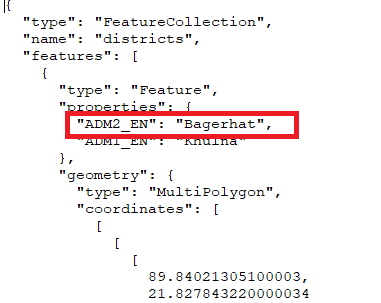 {
"type": "FeatureCollection",
"name": "districts",
"features": [
{
"type": "Feature",
"properties": {
"ADM2_EN": "Bagerhat",
"ADM1_EN": "Khulna"
},
"geometry": {
"type": "MultiPolygon",
"coordinates": [
[
[
[
89.84021305100003,
21.827843220000034